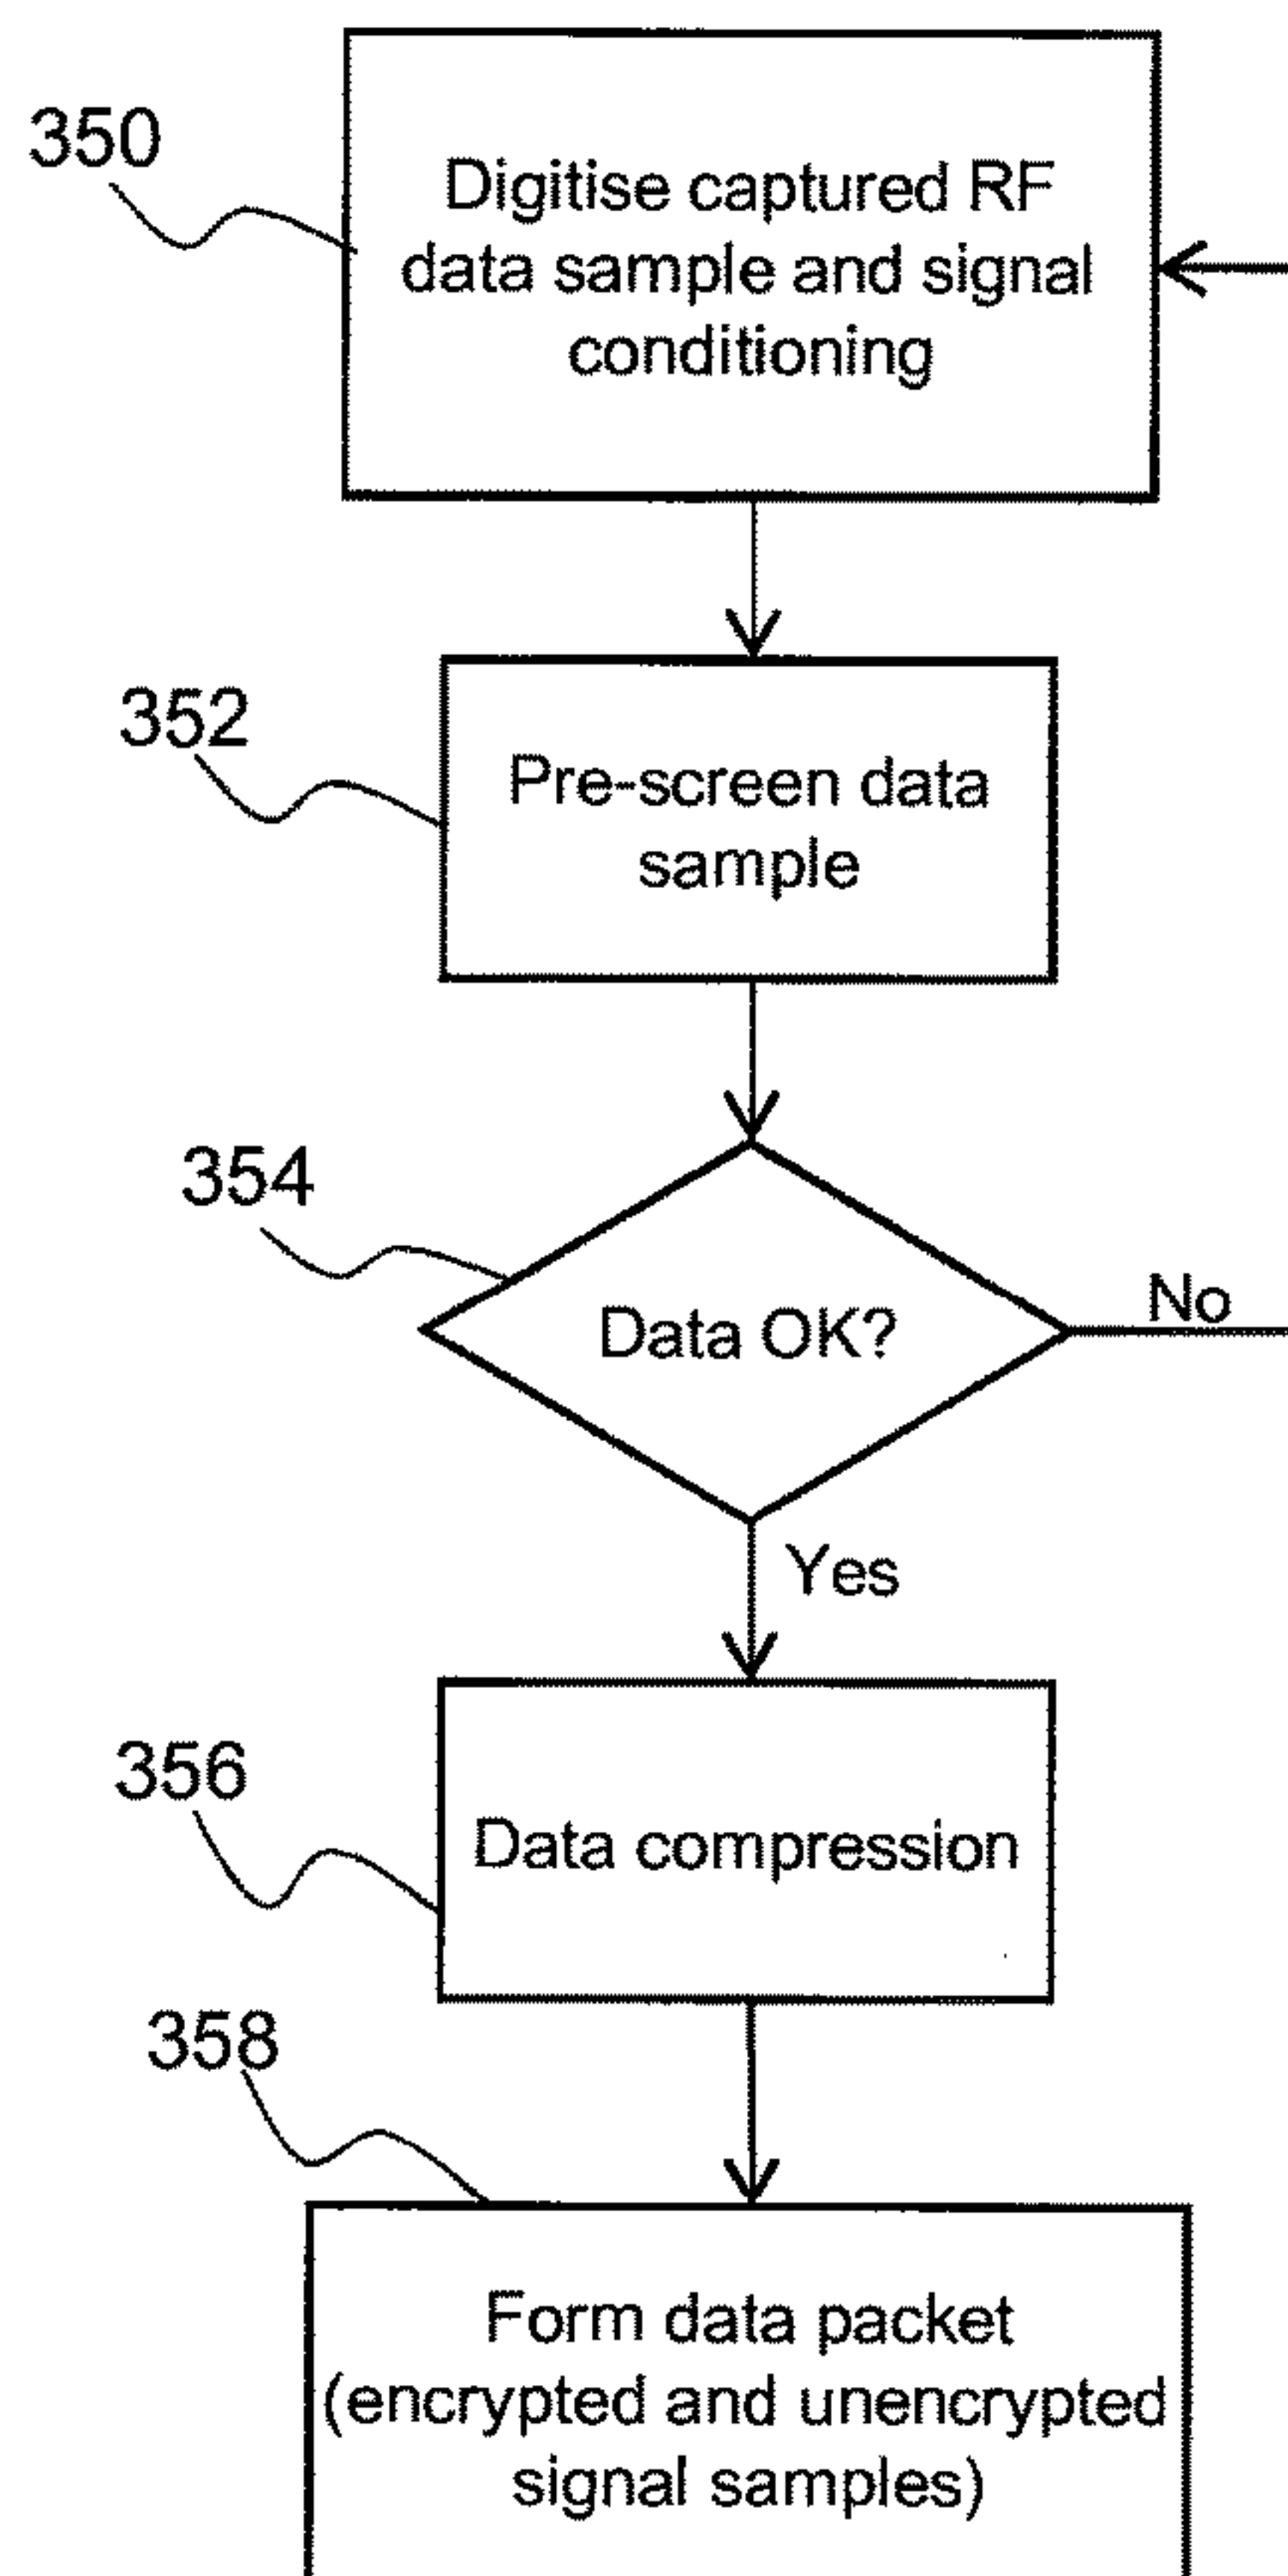 350
Digitise captured RF
data sample and signal
conditioning
352
Pre-screen data
sample
354
Data OK?
No
Yes
356
Data compression
358
Form data packet
(encrypted and unencrypted
signal samples)